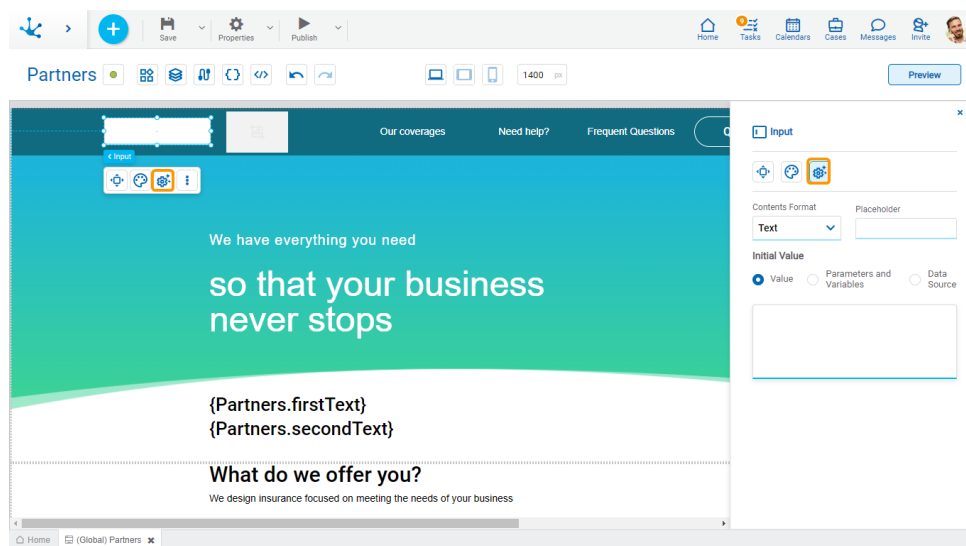 Save
Properties
Publish
Home
9
Tasks
Calendars
Cases
Messages
Invite
Partners
1400 px
Preview
Our coverages
Need help?
Frequent Questions
Input
< Input
Contents Format
Placeholder
Text
We have everything you need
Initial Value
Value
Parameters and
Variables
Data
Source
so that your business
never stops
{Partners.firstText}
{Partners.secondText}
What do we offer you?
We design insurance focused on meeting the needs of your business
Home
(Global) Partners